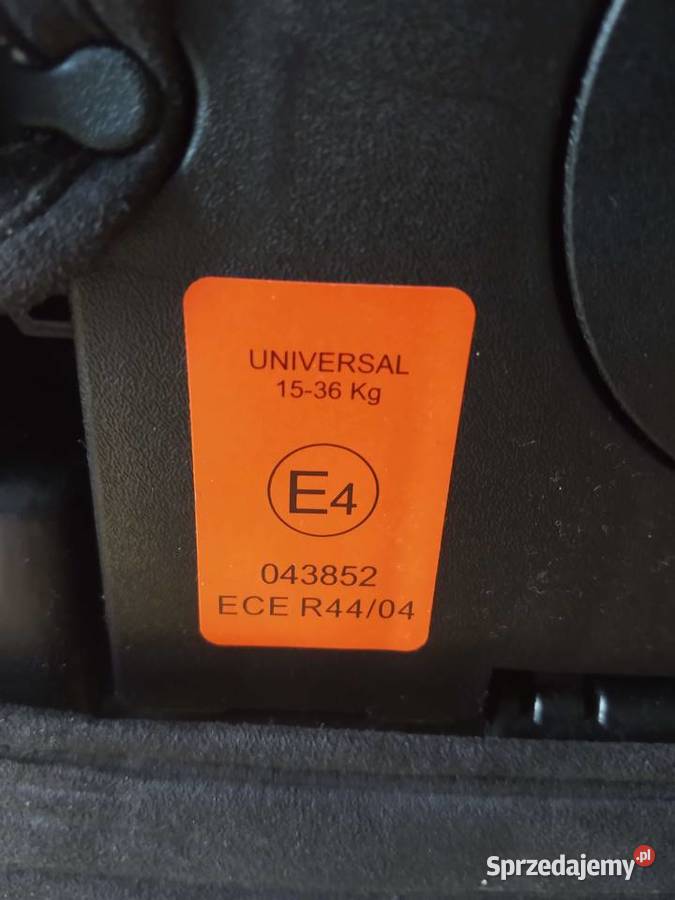 UNIVERSAL
15-36 Kg
E4
043852
ECE R44/04
Sprzedajemy.pl